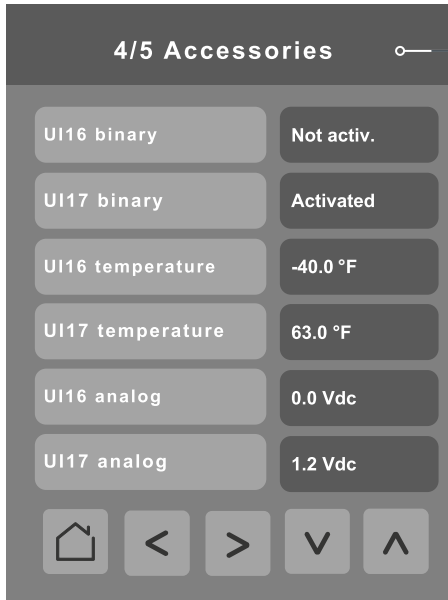 4/5 Accessories
UI16 binary Not activ.
UI17 binary Activated
UI16 temperature -40.0 °F
UI17 temperature 63.0 °F
UI16 analog 0.0 Vdc
UI17 analog 1.2 Vdc